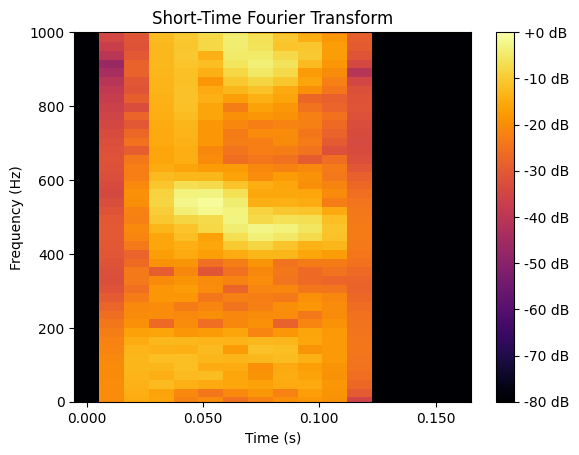 Short-Time Fourier Transform
1000
800
600
400
200
0
Frequency (Hz)
0.000
0.050
0.100
0.150
Time (s)
+0 dB
-10 dB
-20 dB
-30 dB
-40 dB
-50 dB
-60 dB
-70 dB
-80 dB